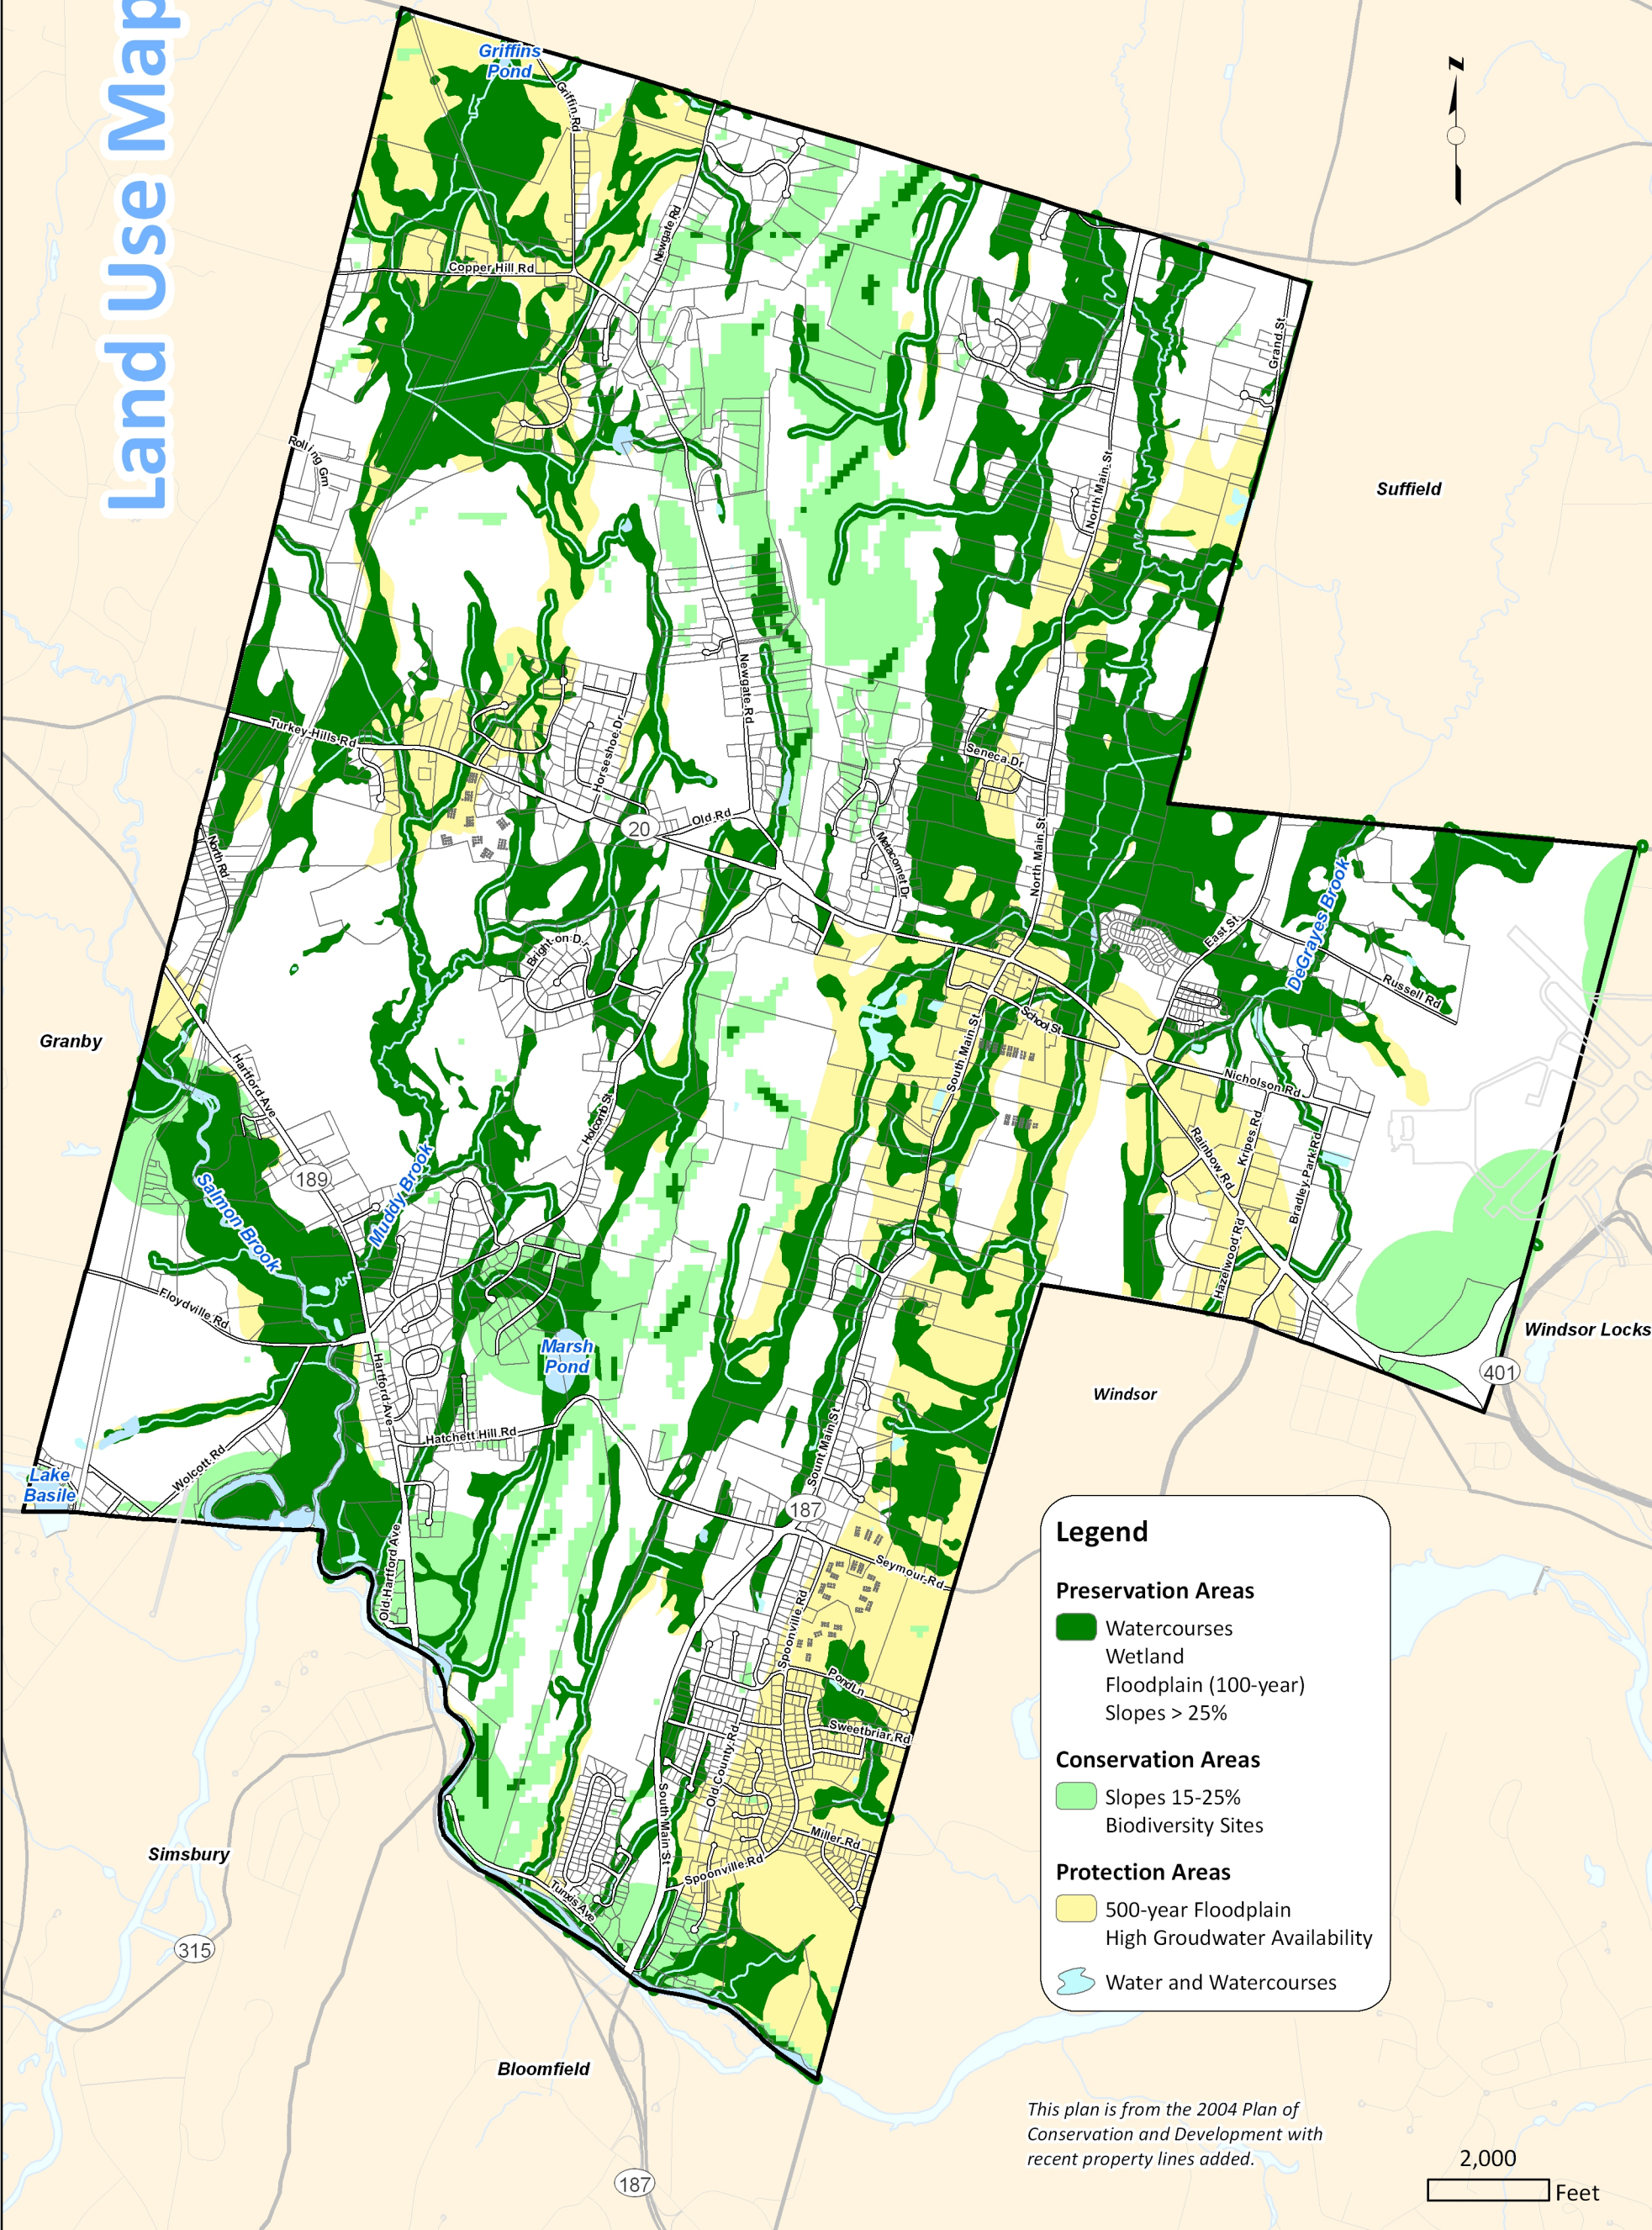 Land Use Map
Griffins
Pond
Griffin Rd
Newgate Rd
Copper Hill Rd
Grand St
Rolling Grn
North Main St
Suffield
Newgate Rd
Turkey Hills Rd
Horseshoe Dr
Seneca Dr
Old Rd
20
North Rd
Metacomet Dr
North Main St
East St
DeGrayes Brook
Russell Rd
Brighton Dr
School St
Granby
Hartford Ave
South Main St
Nicholson Rd
Holcomb St
Kripes Rd
Rainbow Rd
Bradley Park Rd
189
Muddy Brook
Salmon Brook
Hazelwood Rd
Floydville Rd
Marsh
Pond
Windsor Locks
401
Windsor
Hartford Ave
Hatchett Hill Rd
Sount Main St
Wolcott Rd
Lake
Basile
187
Old Hartford Ave
Seymour Rd
Spoonville Rd
Pond Ln
Sweetbriar Rd
Old County Rd
South Main St
Miller Rd
Spoonville Rd
Tunxis Ave
Simsbury
315
Bloomfield
187
Legend
Preservation Areas
Watercourses
Wetland
Floodplain (100-year)
Slopes > 25%
Conservation Areas
Slopes 15-25%
Biodiversity Sites
Protection Areas
500-year Floodplain
High Groudwater Availability
Water and Watercourses
This plan is from the 2004 Plan of
Conservation and Development with
recent property lines added.
2,000
Feet
N